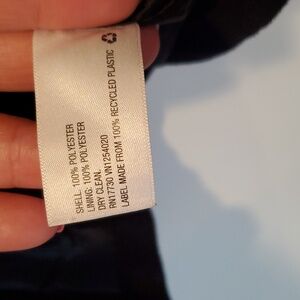 SHELL: 100% POLYESTER
LINING: 100% POLYESTER
DRY CLEAN.
RN17730 VN1254020
LABEL MADE FROM 100% RECYCLED PLASTIC